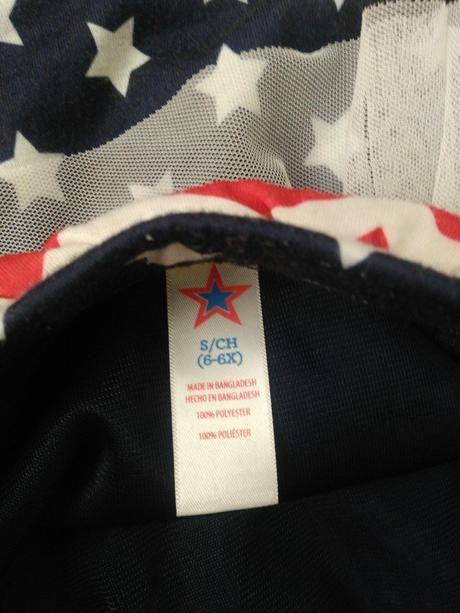 S/CH
(6-6X)
MADE IN BANGLADESH
HECHO EN BANGLADESH
100% POLYESTER
100% POLIÉSTER